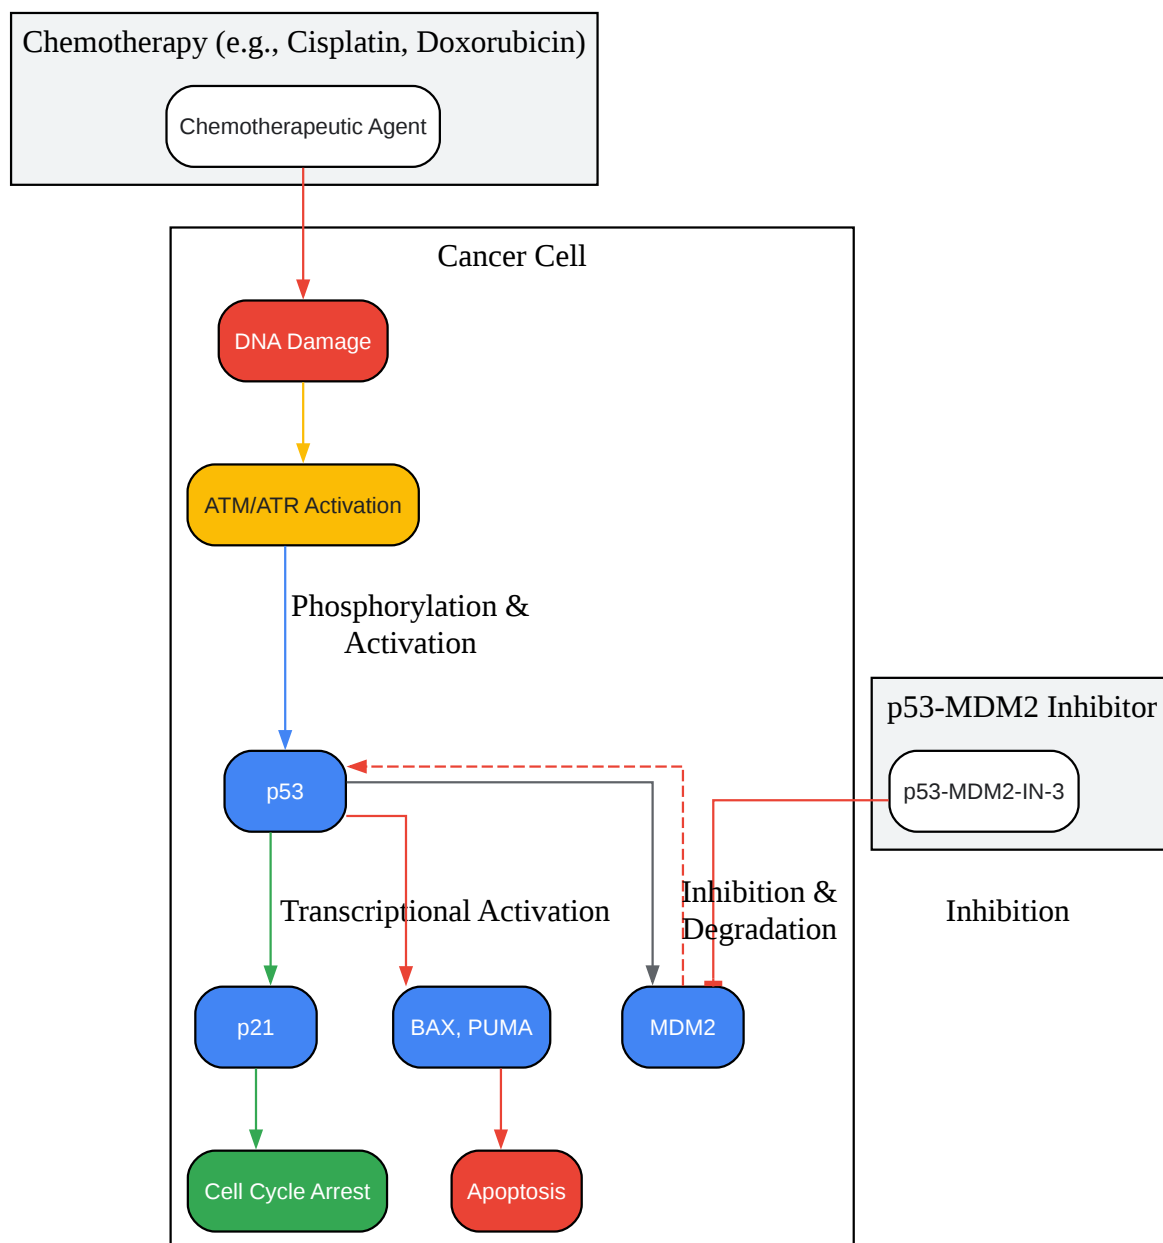 Chemotherapy (e.g., Cisplatin, Doxorubicin)
Chemotherapeutic Agent
Cancer Cell
DNA Damage
ATM/ATR Activation
Phosphorylation &
Activation
p53-MDM2 Inhibitor
p53
p53-MDM2-IN-3
Transcriptional Activation
Inhibition &
Degradation
Inhibition
p21
BAX, PUMA
MDM2
Cell Cycle Arrest
Apoptosis